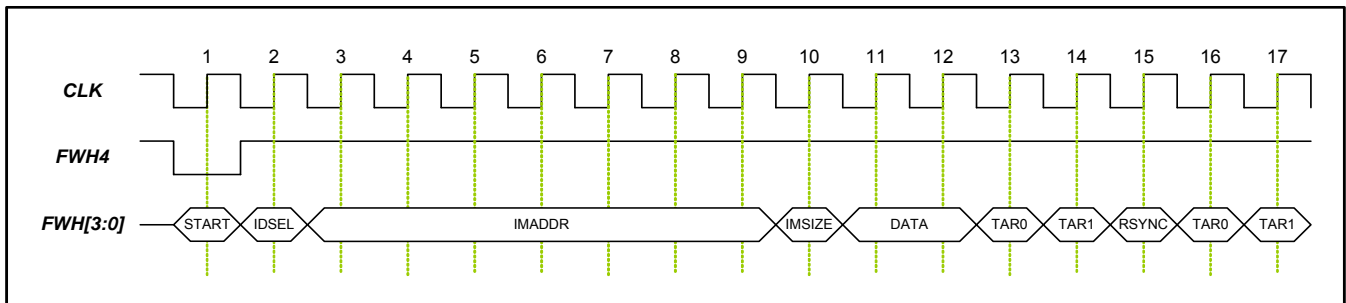 1 2 3 4 5 6 7 8 9 10 11 12 13 14 15 16 17
CLK
FWH4
FWH[3:0] START IDSEL IMADDR IMSIZE DATA TAR0 TAR1 RSYNC TAR0 TAR1